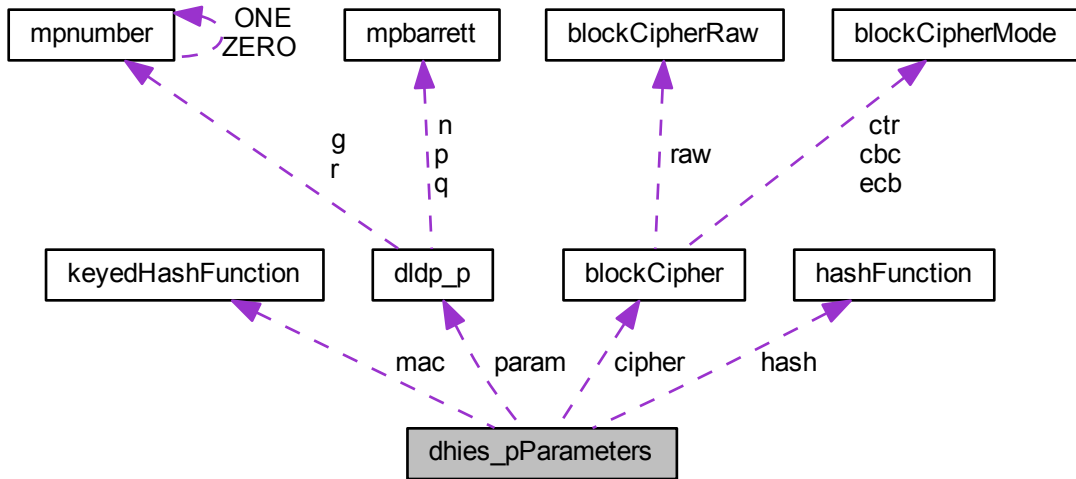 ONE
mpnumber
mpbarrett
blockCipherRaw
blockCipherMode
ZERO
g
r
n
p
q
raw
ctr
cbc
ecb
keyedHashFunction
dldp_p
blockCipher
hashFunction
mac
param
cipher
hash
dhies_pParameters